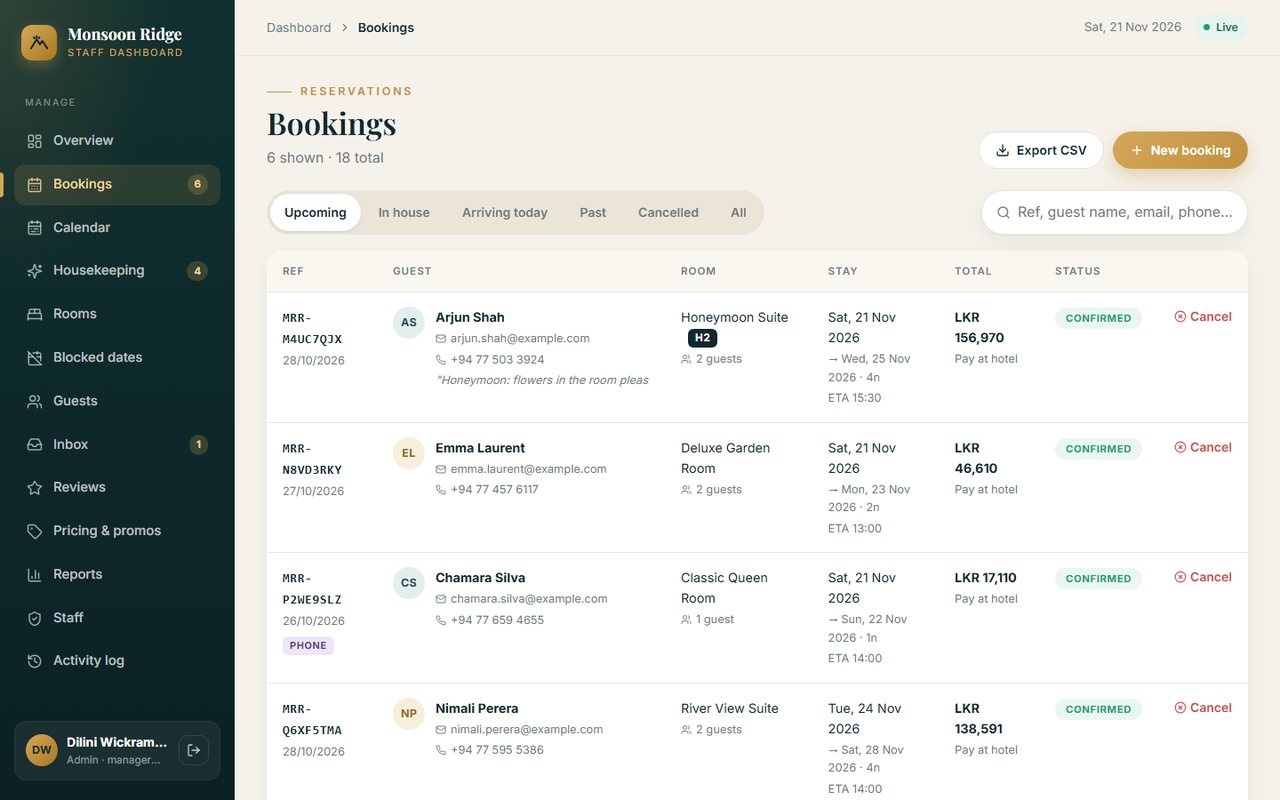 Monsoon Ridge
STAFF DASHBOARD
MANAGE
Overview
Bookings 6
Calendar
Housekeeping 4
Rooms
Blocked dates
Guests
Inbox 1
Reviews
Pricing & promos
Reports
Staff
Activity log
DW Dilini Wickram...
Admin · manager...
Dashboard > Bookings
Sat, 21 Nov 2026 Live
RESERVATIONS
Bookings
6 shown · 18 total
Export CSV
+ New booking
Upcoming In house Arriving today Past Cancelled All
Ref, guest name, email, phone...
REF GUEST ROOM STAY TOTAL STATUS
MRR-
M4UC7QJX
28/10/2026
AS Arjun Shah
arjun.shah@example.com
+94 77 503 3924
"Honeymoon: flowers in the room pleas
Honeymoon Suite
H2
2 guests
Sat, 21 Nov
2026
→ Wed, 25 Nov
2026 · 4n
ETA 15:30
LKR
156,970
Pay at hotel
CONFIRMED
Cancel
MRR-
N8VD3RKY
27/10/2026
EL Emma Laurent
emma.laurent@example.com
+94 77 457 6117
Deluxe Garden
Room
2 guests
Sat, 21 Nov
2026
→ Mon, 23 Nov
2026 · 2n
ETA 13:00
LKR
46,610
Pay at hotel
CONFIRMED
Cancel
MRR-
P2WE9SLZ
26/10/2026
PHONE
CS Chamara Silva
chamara.silva@example.com
+94 77 659 4655
Classic Queen
Room
1 guest
Sat, 21 Nov
2026
→ Sun, 22 Nov
2026 · 1n
ETA 14:00
LKR 17,110
Pay at hotel
CONFIRMED
Cancel
MRR-
Q6XF5TMA
28/10/2026
NP Nimali Perera
nimali.perera@example.com
+94 77 595 5386
River View Suite
2 guests
Tue, 24 Nov
2026
→ Sat, 28 Nov
2026 · 4n
ETA 14:00
LKR
138,591
Pay at hotel
CONFIRMED
Cancel